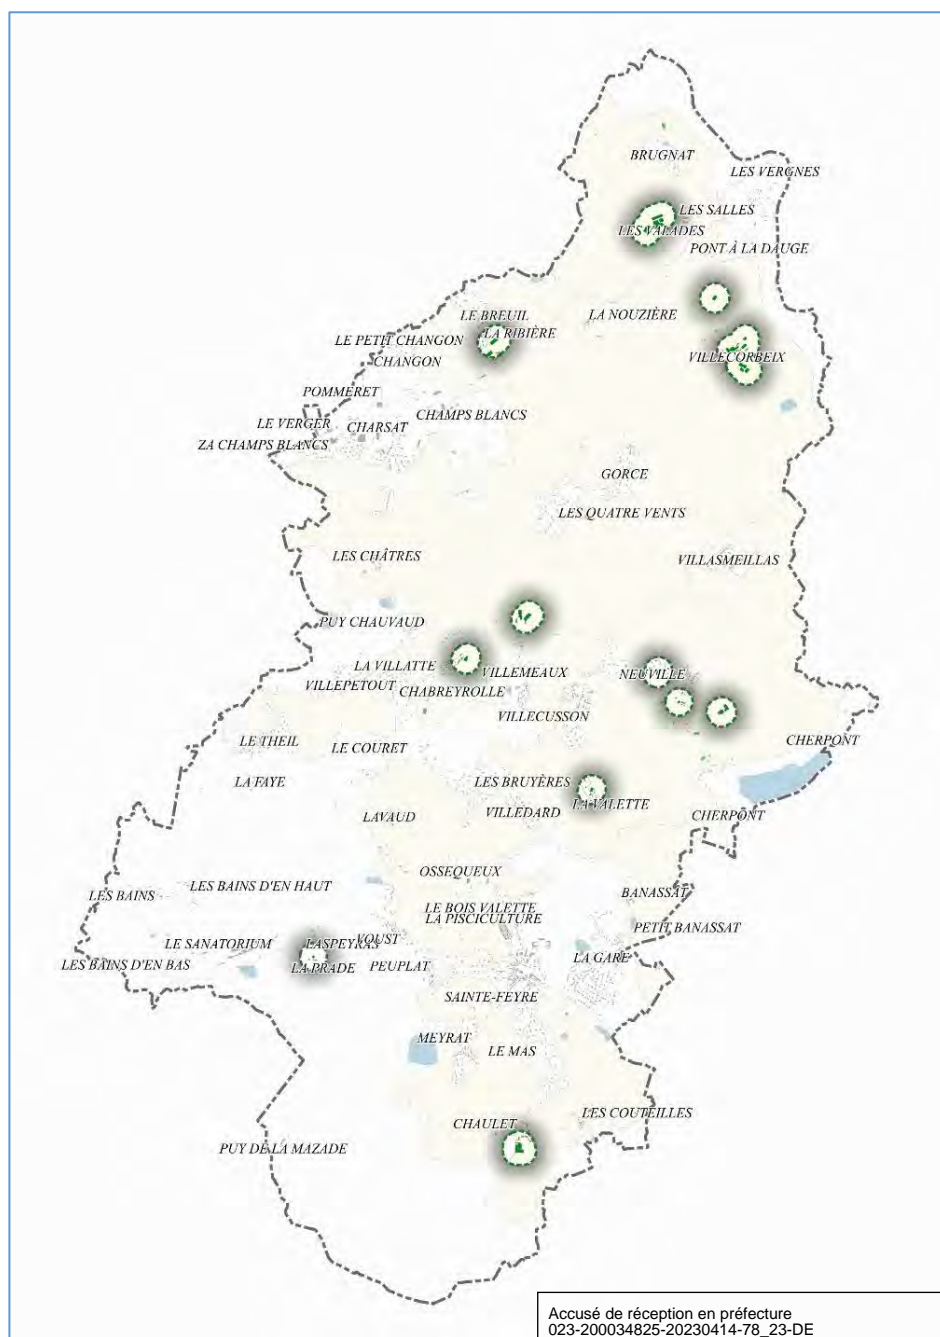 BRUGNAT
LES VERGNES
LES SALLES
LES VALADES
PONT À LA DAUGE
LE BREUIL
LA NOUZIÈRE
LA RIBIÈRE
LE PETIT CHANGON
CHANGON
VILLECORBEIX
POMMERET
CHAMPS BLANCS
LE VERGER
CHARSAT
ZA CHAMPS BLANCS
GORCE
LES QUATRE VENTS
LES CHÂTRES
VILLASMEILLAS
PUY CHAUVAUD
LA VILLATTE
VILLEMEAUX
NEUVILLE
VILLEPETOUT
CHABREYROLLE
VILLECUSSON
LE THEIL
LE COURET
CHERPONT
LA FAYE
LES BRUYÈRES
LA VALETTE
LAVAUD
VILLEDARD
CHERPONT
OSSEQUEUX
LES BAINS D'EN HAUT
LES BAINS
BANASSAT
LE BOIS VALETTE
LA PISCICULTURE
PETIT BANASSAT
LE SANATORIUM
LASPEYRAS
VOUST
LA GARE
LES BAINS D'EN BAS
LA PRADE
PEUPLAT
SAINTE-FEYRE
MEYRAT
LE MAS
LES COUTEILLES
CHAULET
PUY DE LA MAZADE
Accusé de réception en préfecture
023-200034825-20230414-78_23-DE